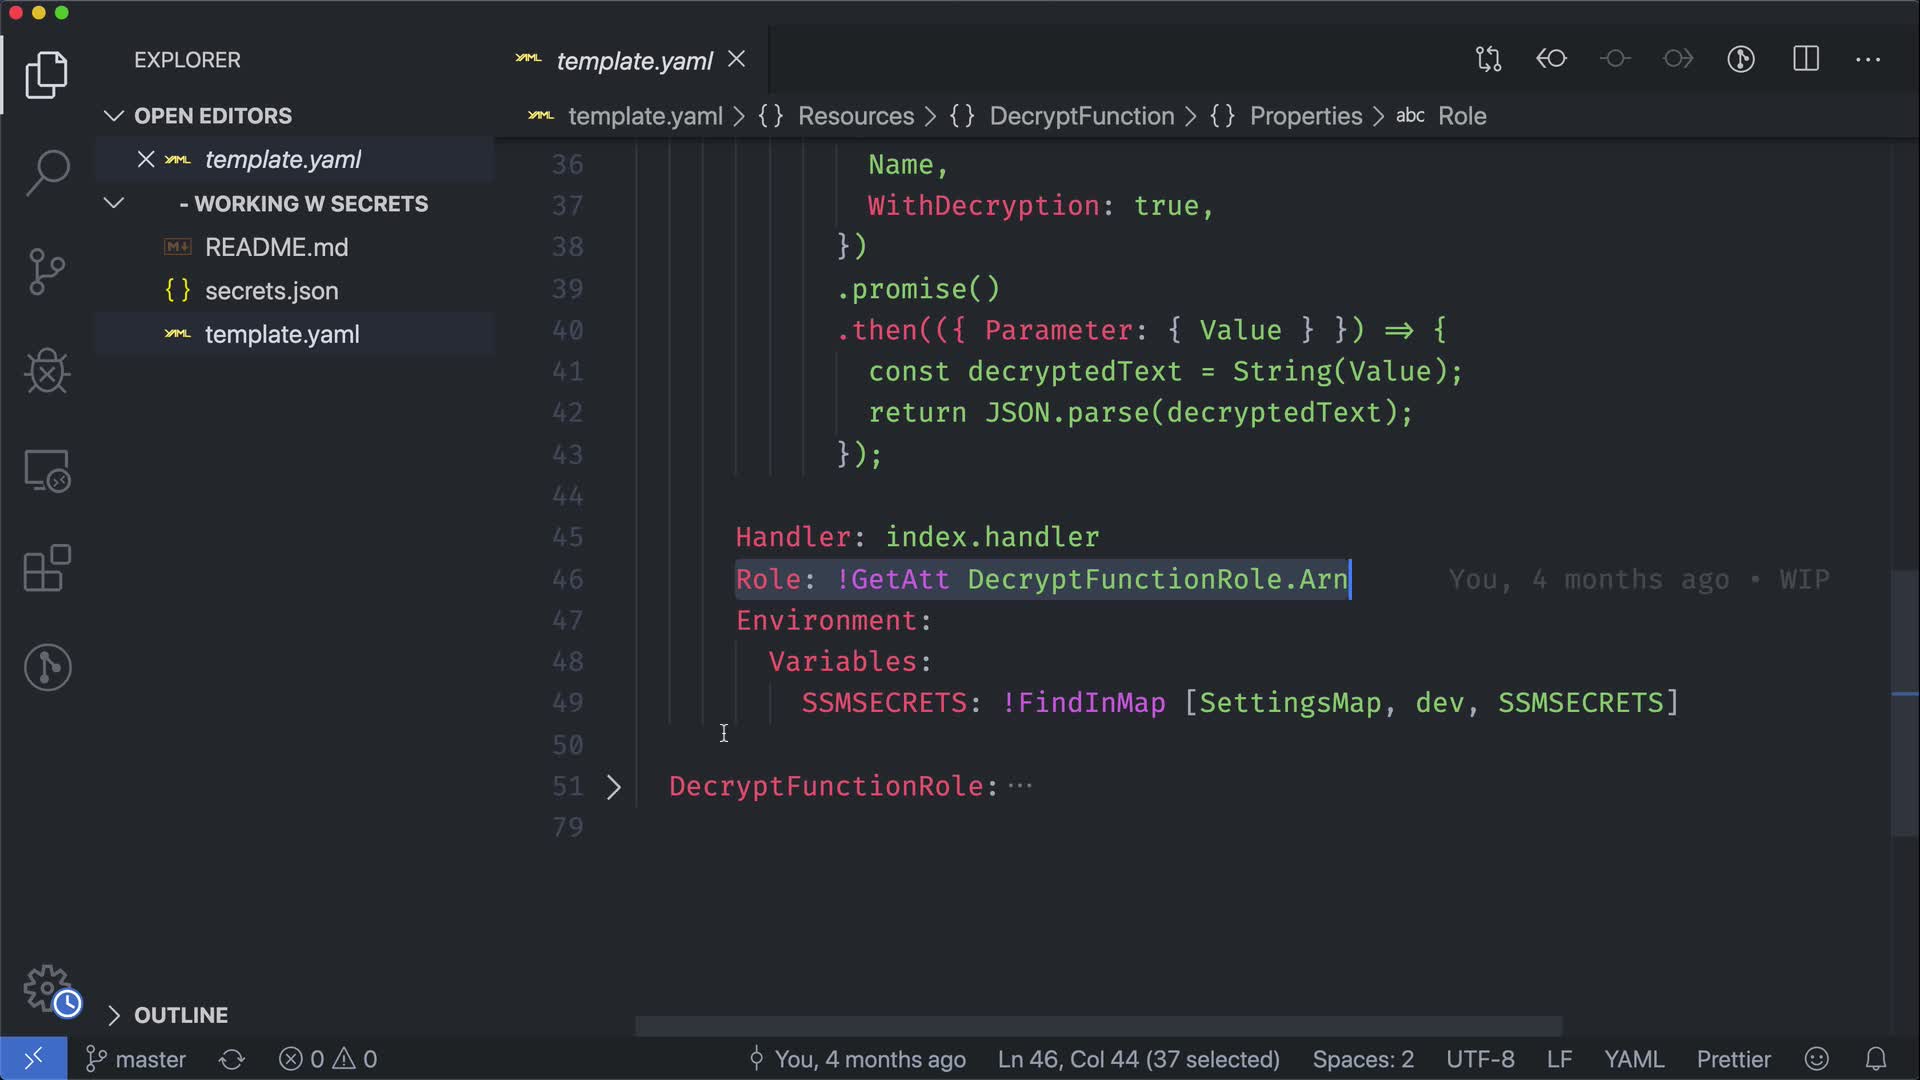 EXPLORER
OPEN EDITORS
template.yaml
- WORKING W SECRETS
README.md
{} secrets.json
template.yaml
OUTLINE
template.yaml
template.yaml > {} Resources > {} DecryptFunction > {} Properties > abc Role
36 Name,
37 WithDecryption: true,
38 })
39 .promise()
40 .then(({ Parameter: { Value } }) => {
41 const decryptedText = String(Value);
42 return JSON.parse(decryptedText);
43 });
44
45 Handler: index.handler
46 Role: !GetAtt DecryptFunctionRole.Arn You, 4 months ago • WIP
47 Environment:
48 Variables:
49 SSMSECRETS: !FindInMap [SettingsMap, dev, SSMSECRETS]
50
51 DecryptFunctionRole: ...
79
master 0 0 You, 4 months ago Ln 46, Col 44 (37 selected) Spaces: 2 UTF-8 LF YAML Prettier